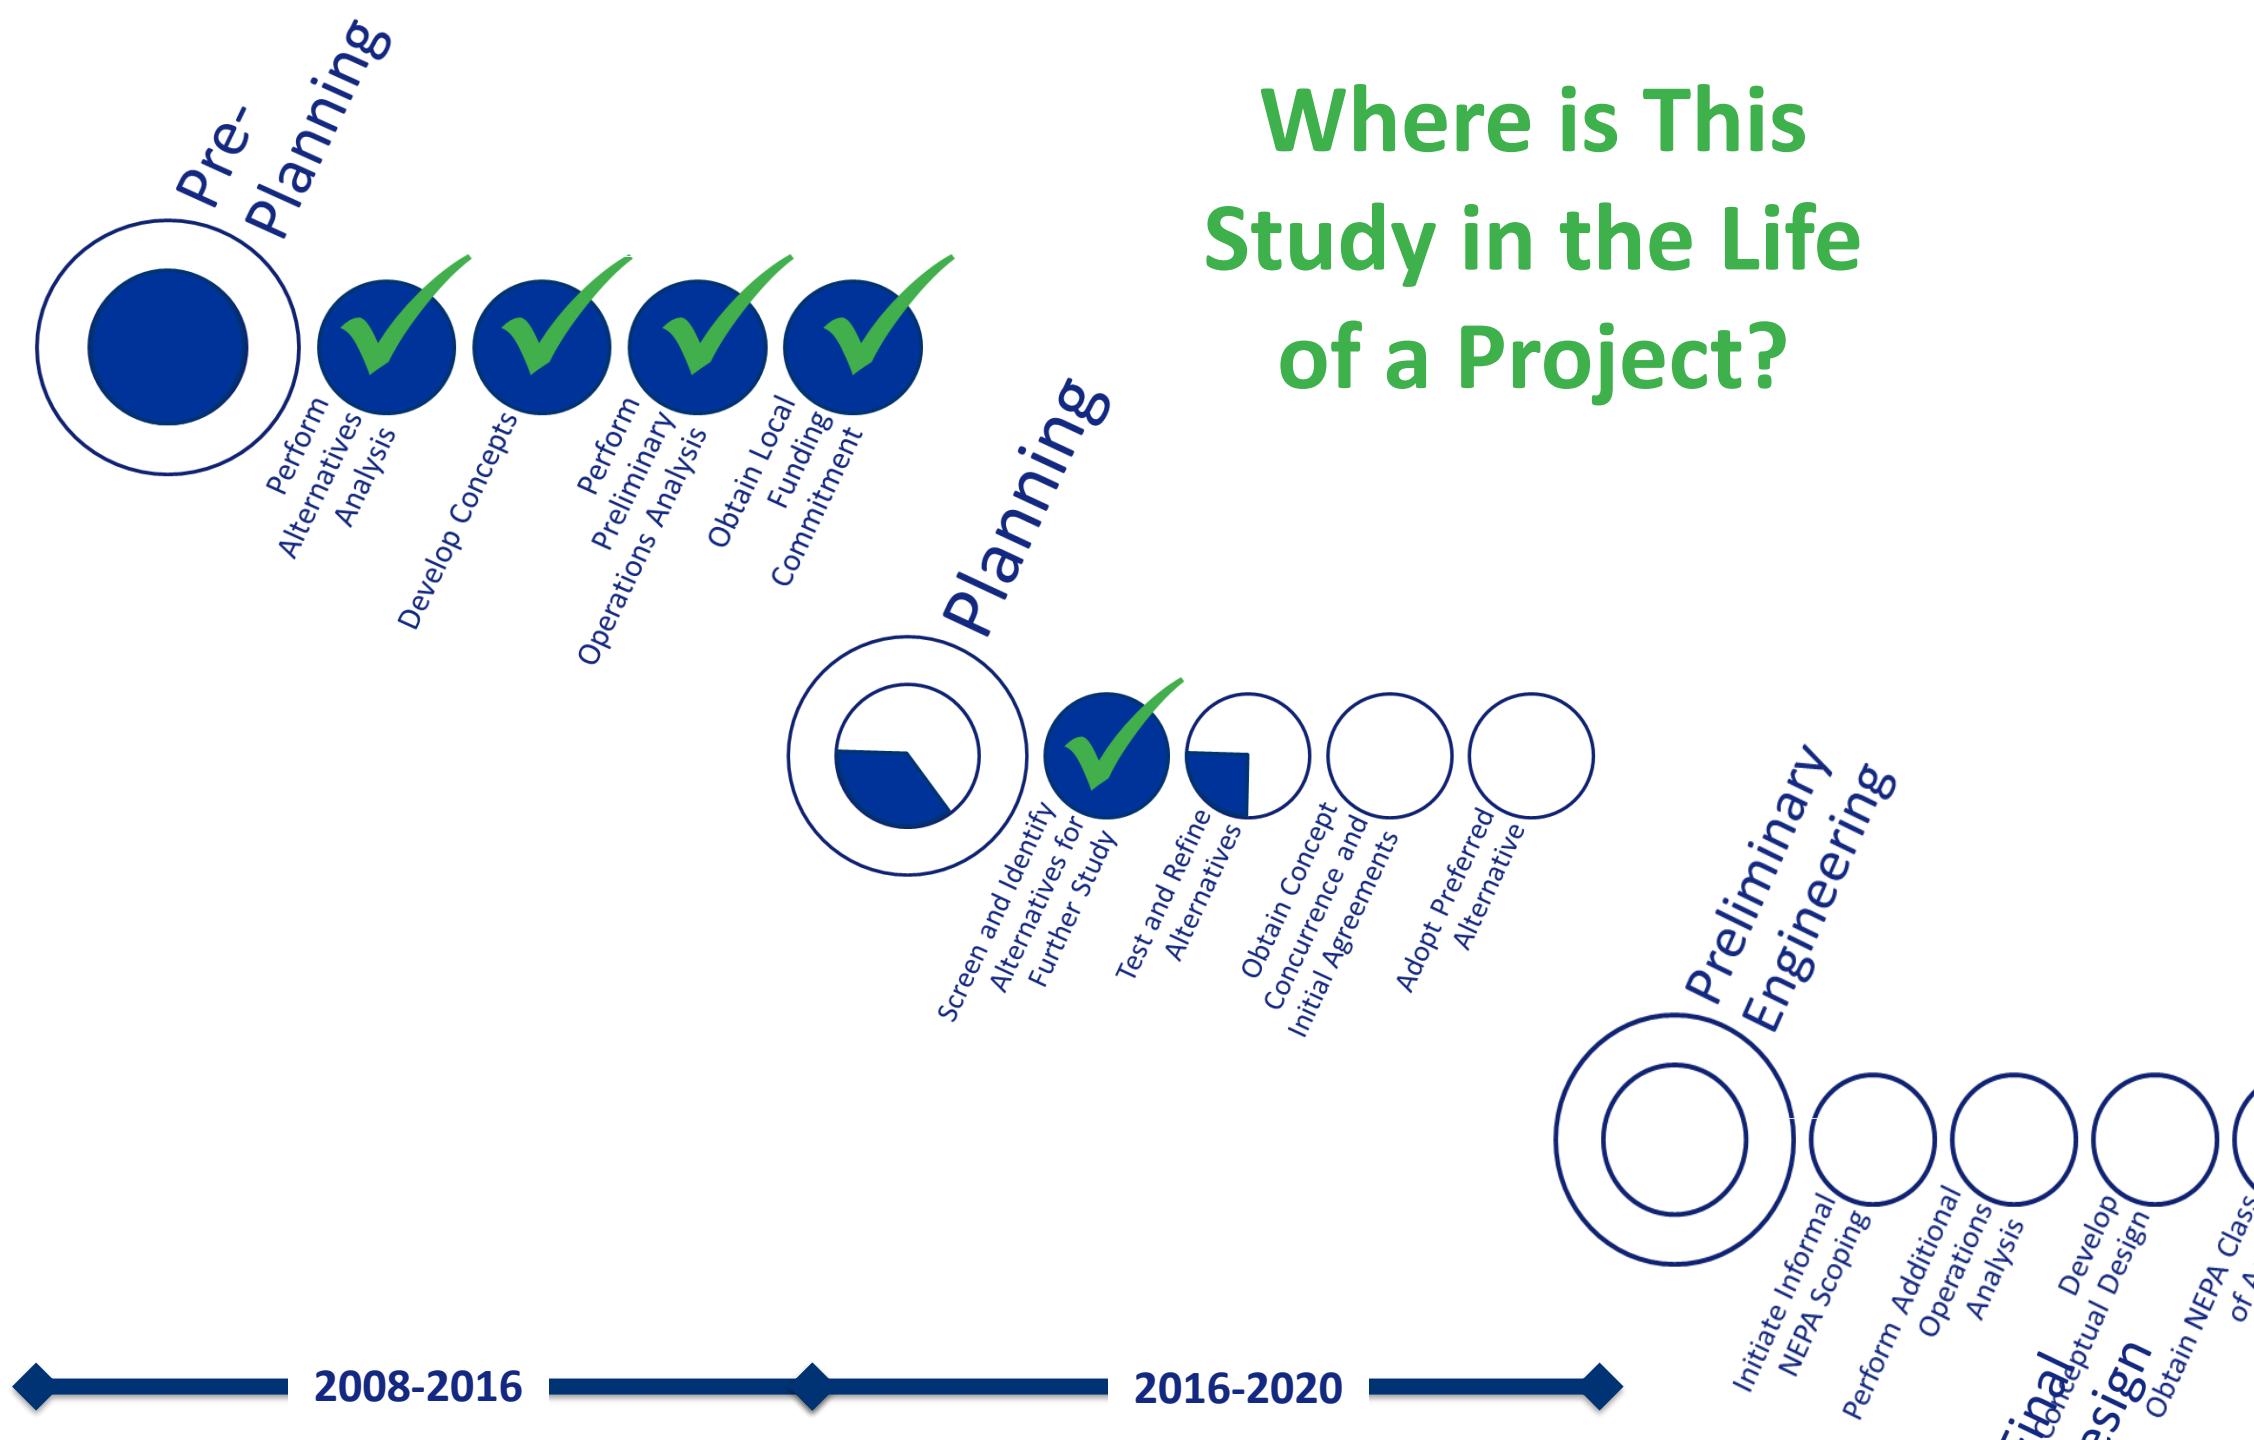 Where is This
Study in the Life
of a Project?
Pre-
Planning
Perform
Alternatives
Analysis
Develop Concepts
Perform
Preliminary
Operations Analysis
Obtain Local
Funding
Commitment
Planning
Screen and Identify
Alternatives for
Further Study
Test and Refine
Alternatives
Obtain Concept
Concurrence and
Initial Agreements
Adopt Preferred
Alternative
Preliminary
Engineering
Initiate Informal
NEPA Scoping
Perform Additional
Operations
Analysis
Develop
Conceptual Design
Obtain NEPA Class
of
Final
2008-2016
2016-2020